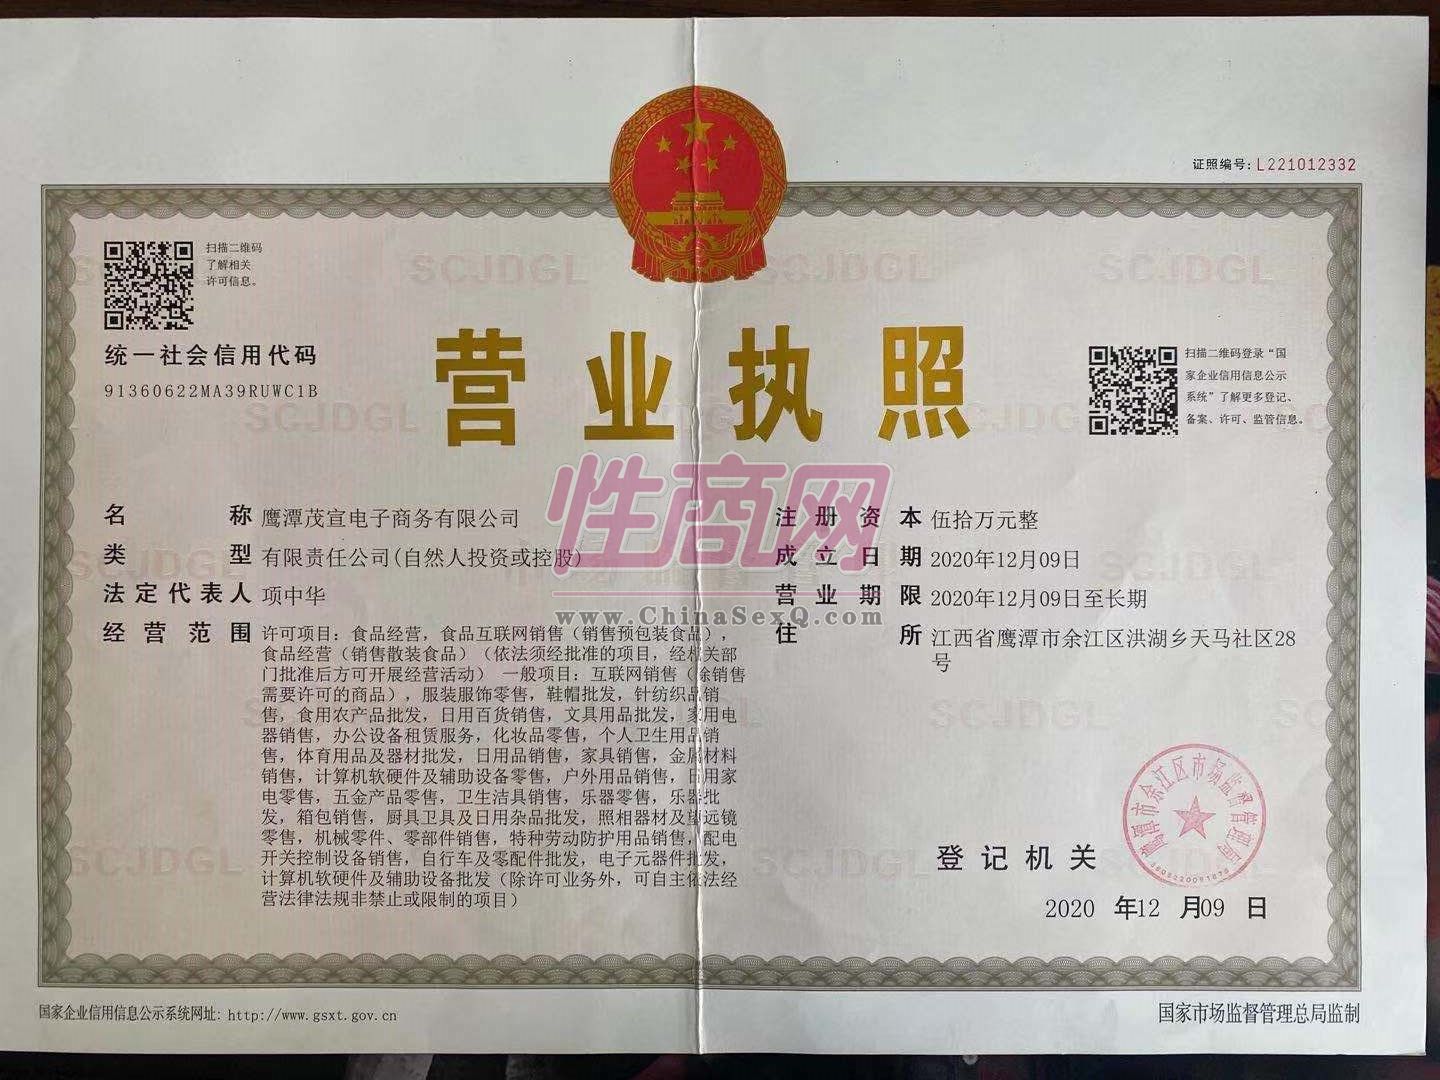 证照编号：L221012332
扫描二维码
了解相关
许可信息。
统一社会信用代码
91360622MA39RUWC1B
营业执照
扫描二维码登录“国
家企业信用信息公示
系统”了解更多登记、
备案、许可、监管信息。
名称 鹰潭茂宣电子商务有限公司
类型 有限责任公司(自然人投资或控股)
法定代表人 项中华
经营范围 许可项目：食品经营，食品互联网销售（销售预包装食品），
食品经营（销售散装食品）（依法须经批准的项目，经相关部
门批准后方可开展经营活动） 一般项目：互联网销售（除销售
需要许可的商品），服装服饰零售，鞋帽批发，针纺织品销
售，食用农产品批发，日用百货销售，文具用品批发，家用电
器销售，办公设备租赁服务，化妆品零售，个人卫生用品销
售，体育用品及器材批发，日用品销售，家具销售，金属材料
销售，计算机软硬件及辅助设备零售，户外用品销售，日用家
电零售，五金产品零售，卫生洁具销售，乐器零售，乐器批
发，箱包销售，厨具卫具及日用杂品批发，照相器材及望远镜
零售，机械零件、零部件销售，特种劳动防护用品销售，配电
开关控制设备销售，自行车及零配件批发，电子元器件批发，
计算机软硬件及辅助设备批发（除许可业务外，可自主依法经
营法律法规非禁止或限制的项目）
注册资本 伍拾万元整
成立日期 2020年12月09日
营业期限 2020年12月09日至长期
住所 江西省鹰潭市余江区洪湖乡天马社区28
号
性商网
www.ChinaSexQ.com
SCJDGL
SCJDGL
SCJDGL
SCJDGL
SCJDGL
SCJDGL
SCJDGL
SCJDGL
鹰潭市余江区市场监督管理局
登记机关
2020 年12 月09 日
国家企业信用信息公示系统网址：http://www.gsxt.gov.cn
国家市场监督管理总局监制